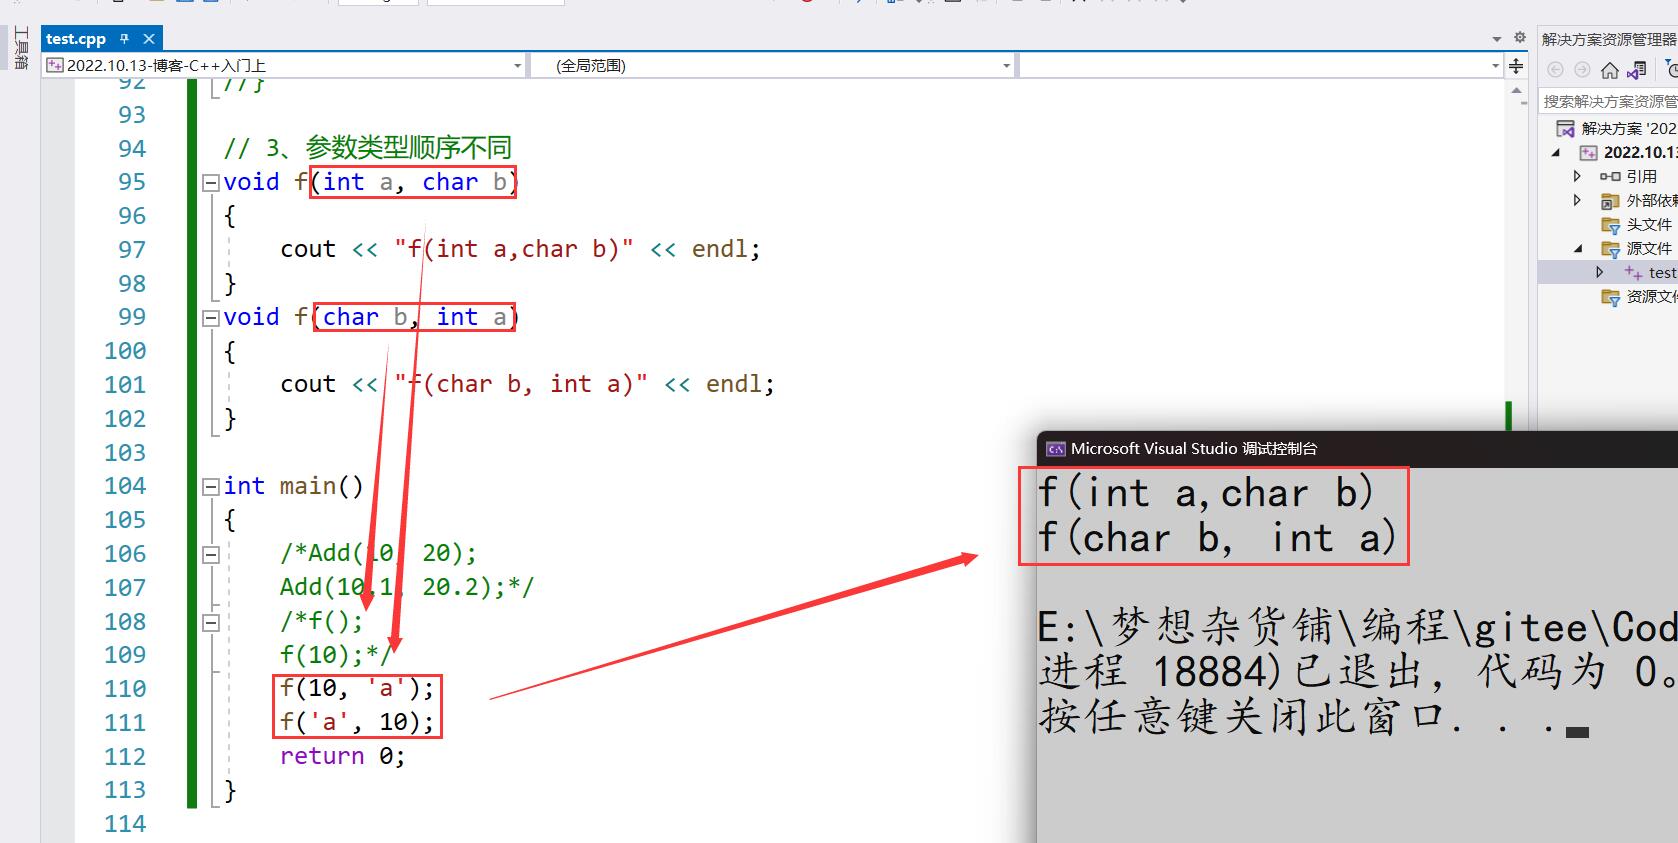 工具箱
test.cpp
2022.10.13-博客-C++入门上
(全局范围)
92 //}
93
94 // 3、参数类型顺序不同
95 void f(int a, char b)
96 {
97 cout << "f(int a,char b)" << endl;
98 }
99 void f(char b, int a)
100 {
101 cout << "f(char b, int a)" << endl;
102 }
103
104 int main()
105 {
106 /*Add(10, 20);
107 Add(10.1, 20.2);*/
108 /*f();
109 f(10);*/
110 f(10, 'a');
111 f('a', 10);
112 return 0;
113 }
114
解决方案资源管理器
搜索解决方案资源管
解决方案 '202
2022.10.13
引用
外部依赖
头文件
源文件
test
资源文件
Microsoft Visual Studio 调试控制台
f(int a,char b)
f(char b, int a)
E:\梦想杂货铺\编程\gitee\Cod
进程 18884)已退出，代码为 0。
按任意键关闭此窗口. . .